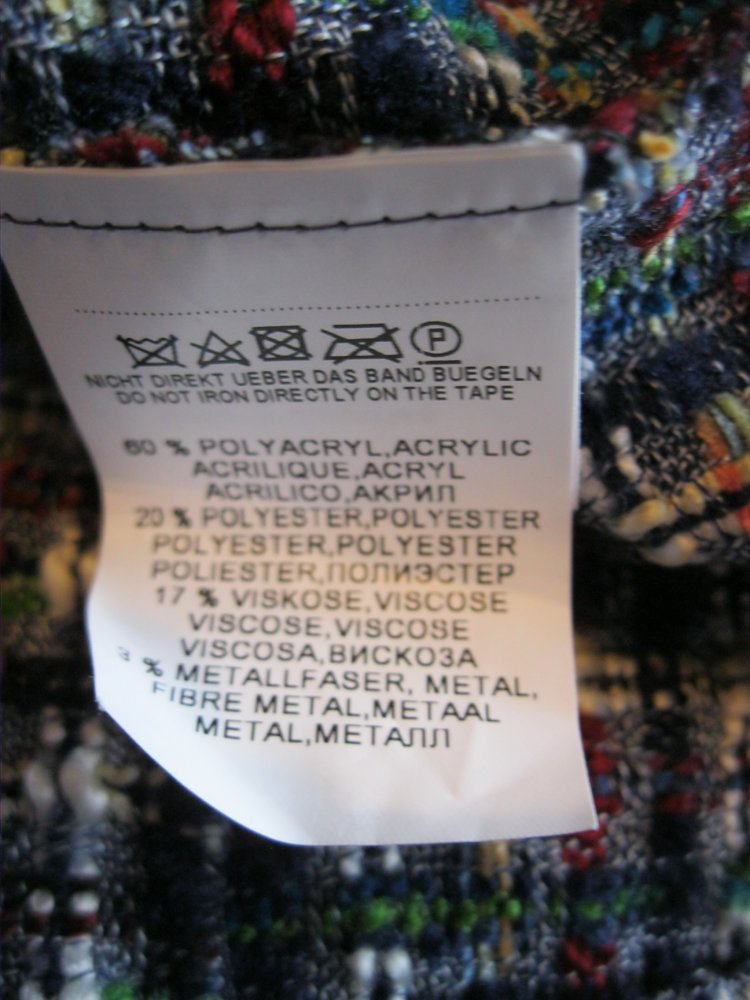 P
NICHT DIREKT UEBER DAS BAND BUEGELN
DO NOT IRON DIRECTLY ON THE TAPE
60 % POLYACRYL,ACRYLIC
ACRILIQUE,ACRYL
ACRILICO,АКРИЛ
20 % POLYESTER,POLYESTER
POLYESTER,POLYESTER
POLIESTER,ПОЛИЭСТЕР
17 % VISKOSE,VISCOSE
VISCOSE,VISCOSE
VISCOSA,ВИСКОЗА
3 % METALLFASER, METAL,
FIBRE METAL,METAAL
METAL,МЕТАЛЛ